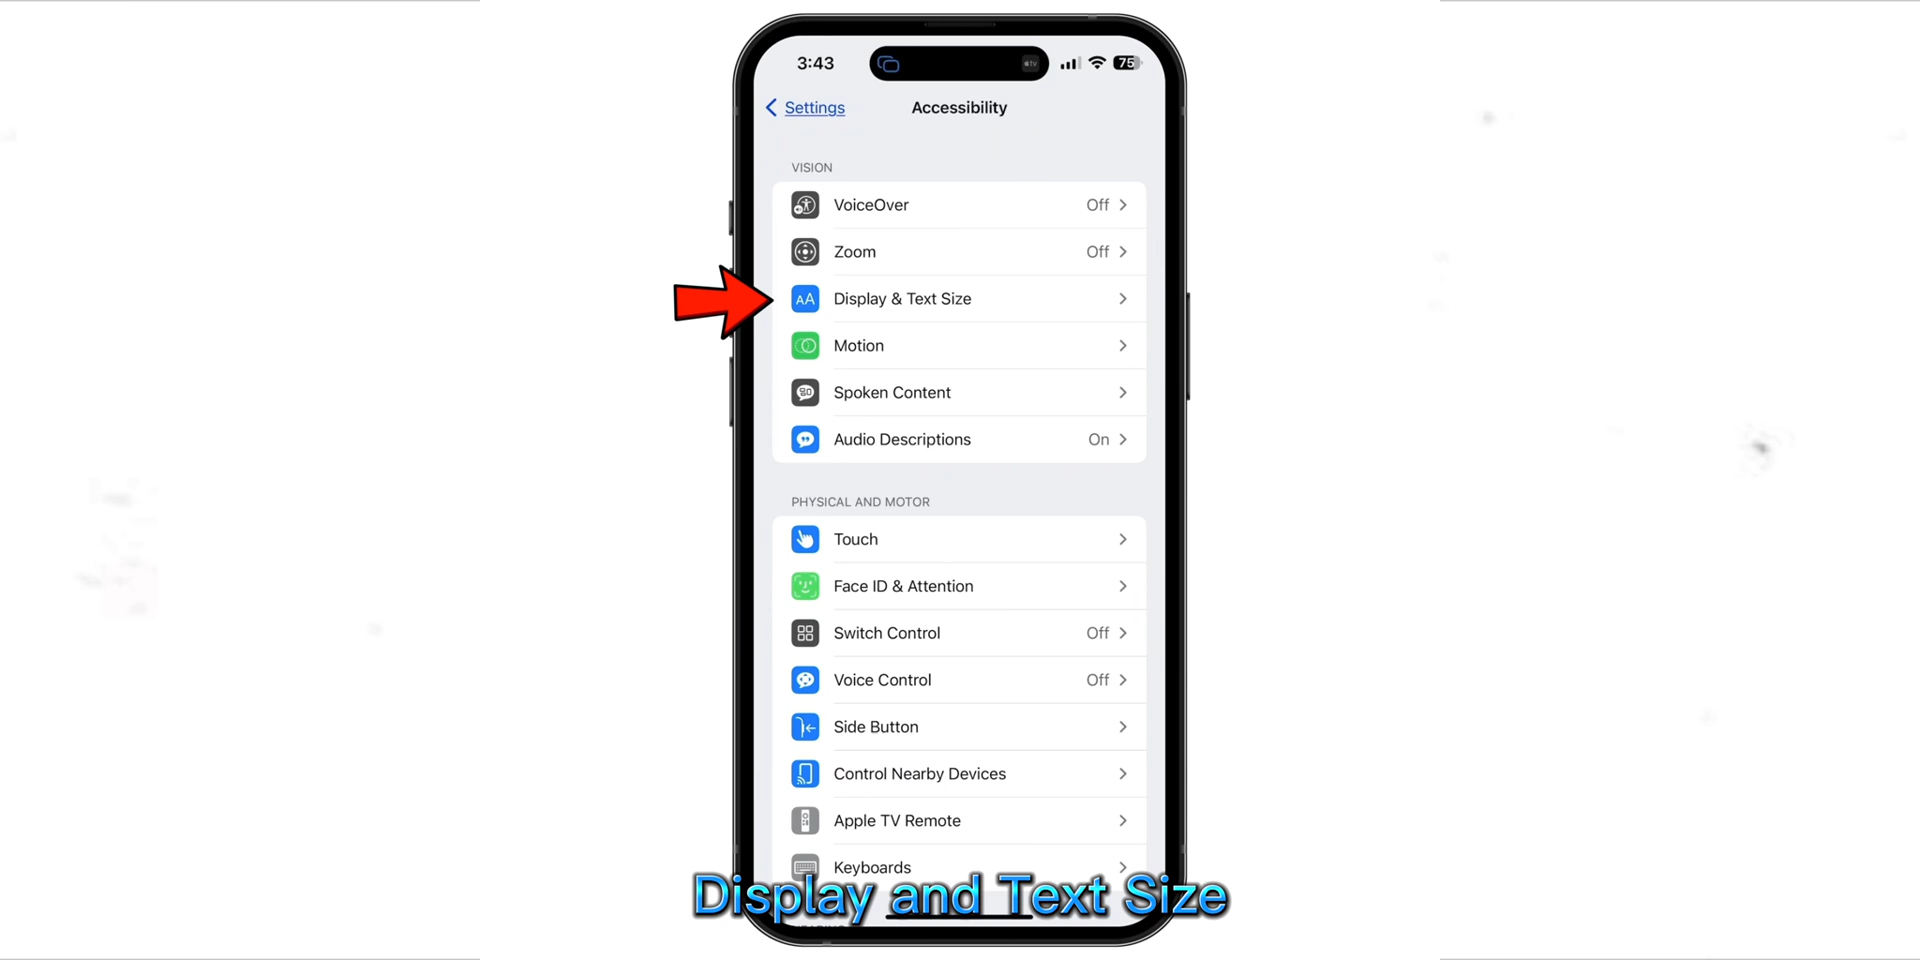 3:43
tv
75
Settings
Accessibility
VISION
VoiceOver Off
Zoom Off
AA Display & Text Size
Motion
Spoken Content
Audio Descriptions On
PHYSICAL AND MOTOR
Touch
Face ID & Attention
Switch Control Off
Voice Control Off
Side Button
Control Nearby Devices
Apple TV Remote
Keyboards
Display and Text Size